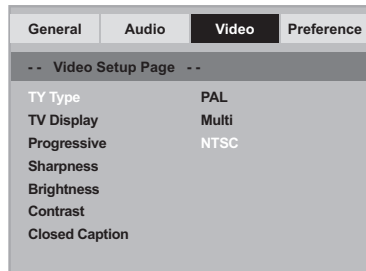 General Audio Video Preference
-- Video Setup Page --
TY Type PAL
TV Display Multi
Progressive NTSC
Sharpness
Brightness
Contrast
Closed Caption